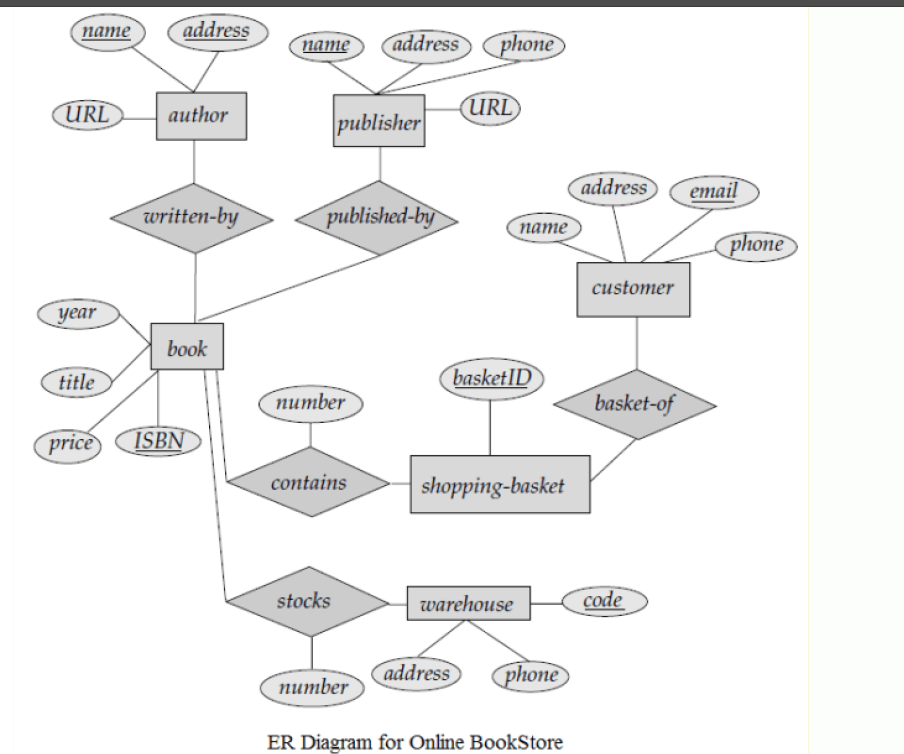 name
address
name
address
phone
URL
author
publisher
URL
written-by
published-by
address
email
name
phone
customer
year
book
title
basketID
number
basket-of
price
ISBN
contains
shopping-basket
stocks
warehouse
code
number
address
phone
ER Diagram for Online BookStore